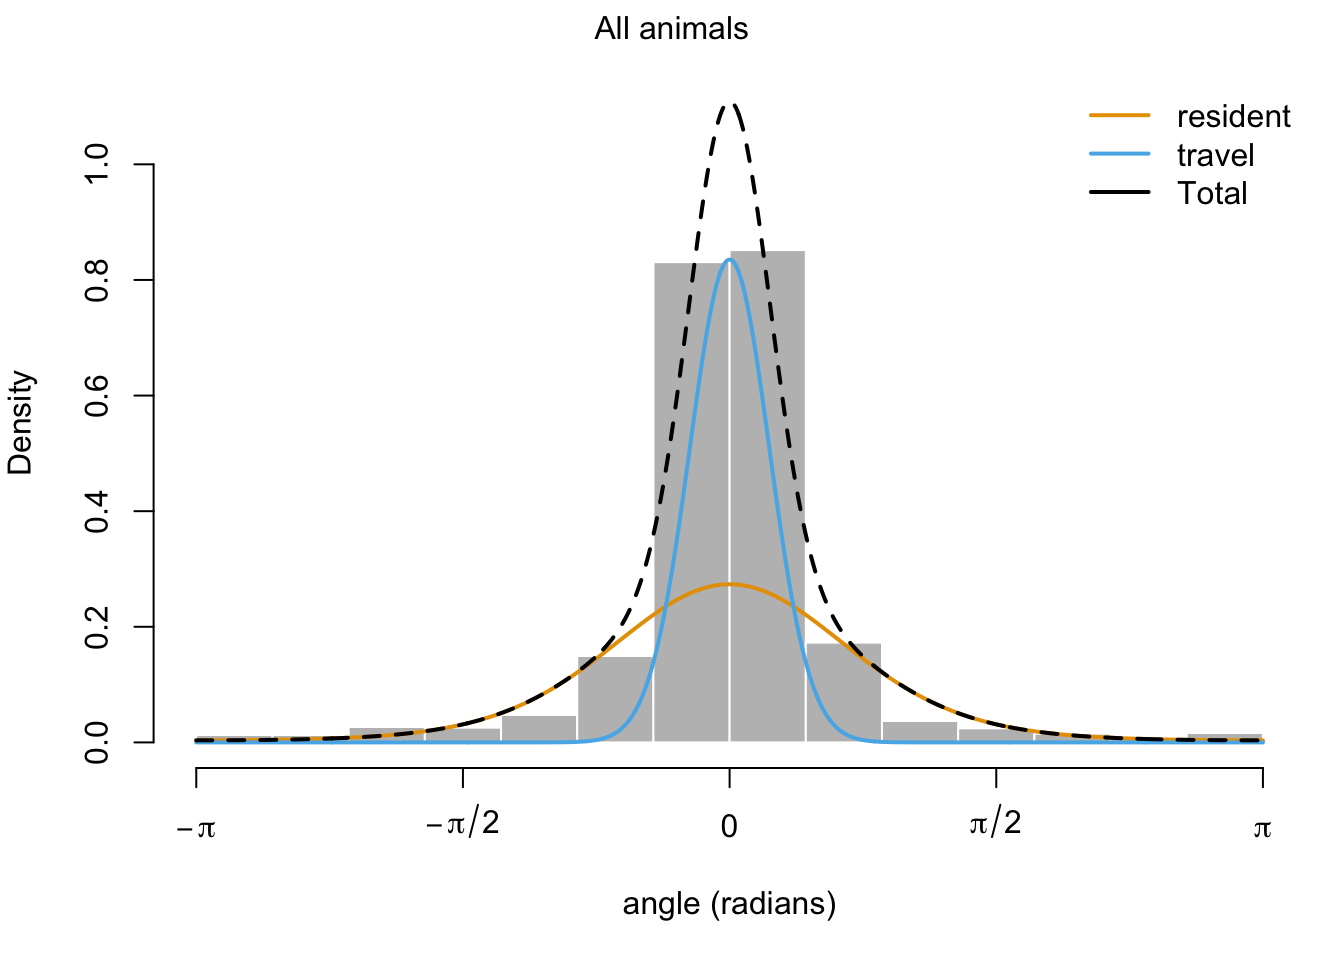 All animals
resident
travel
Total
Density
1.0
0.8
0.6
0.4
0.2
0.0
−π
−π/2
0
π/2
π
angle (radians)